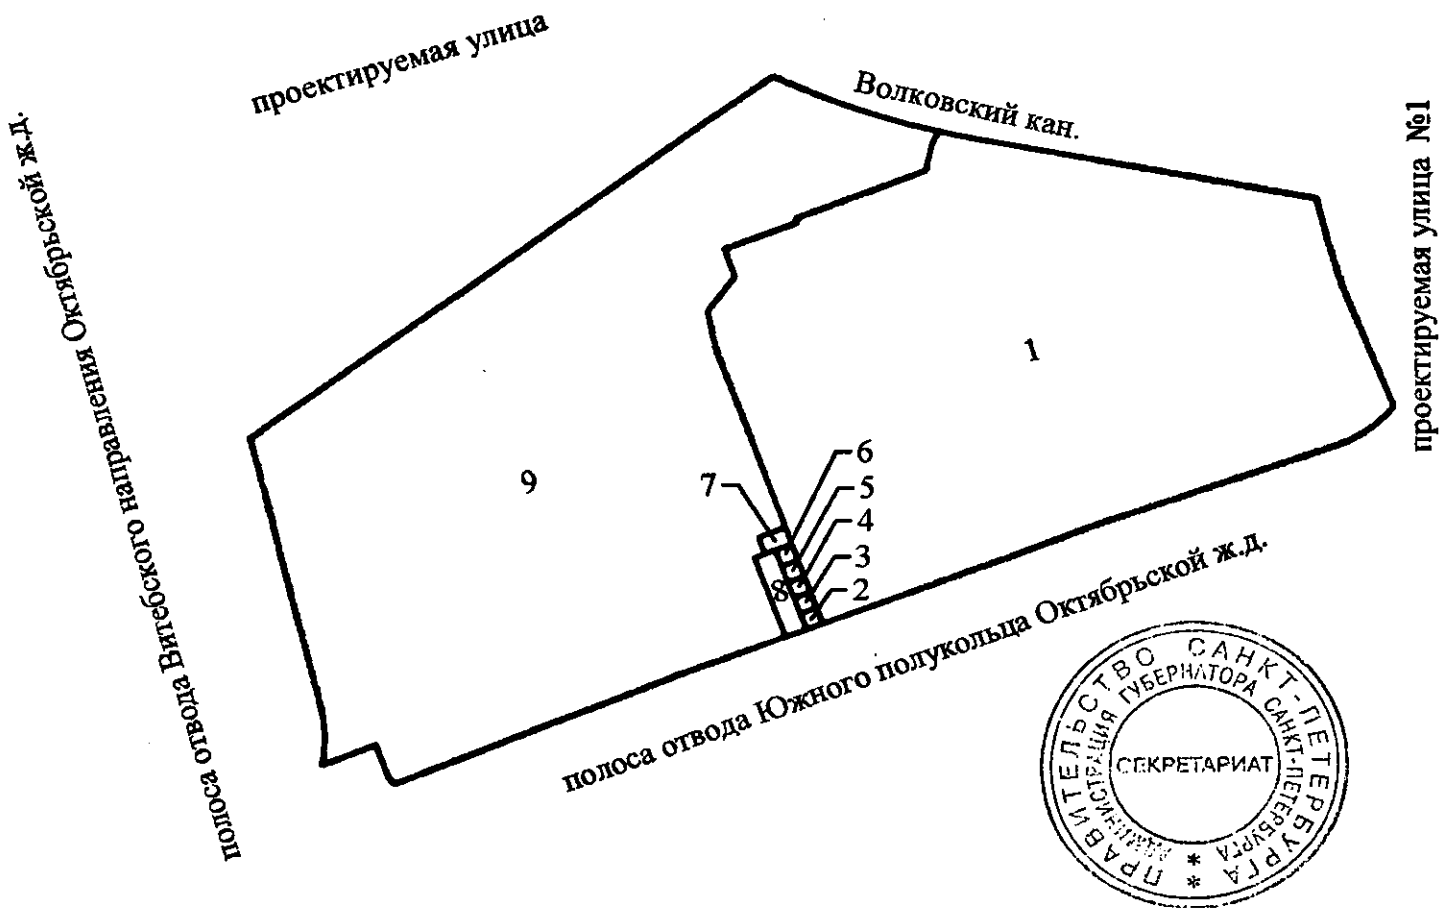 проектируемая улица
Волковский кан.
проектируемая улица №1
полоса отвода Витебского направления Октябрьской ж.д.
1
9
6
7
5
4
3
8
2
полоса отвода Южного полукольца Октябрьской ж.д.
ПРАВИТЕЛЬСТВО САНКТ-ПЕТЕРБУРГА
АДМИНИСТРАЦИЯ ГУБЕРНАТОРА САНКТ-ПЕТЕРБУРГА
СЕКРЕТАРИАТ